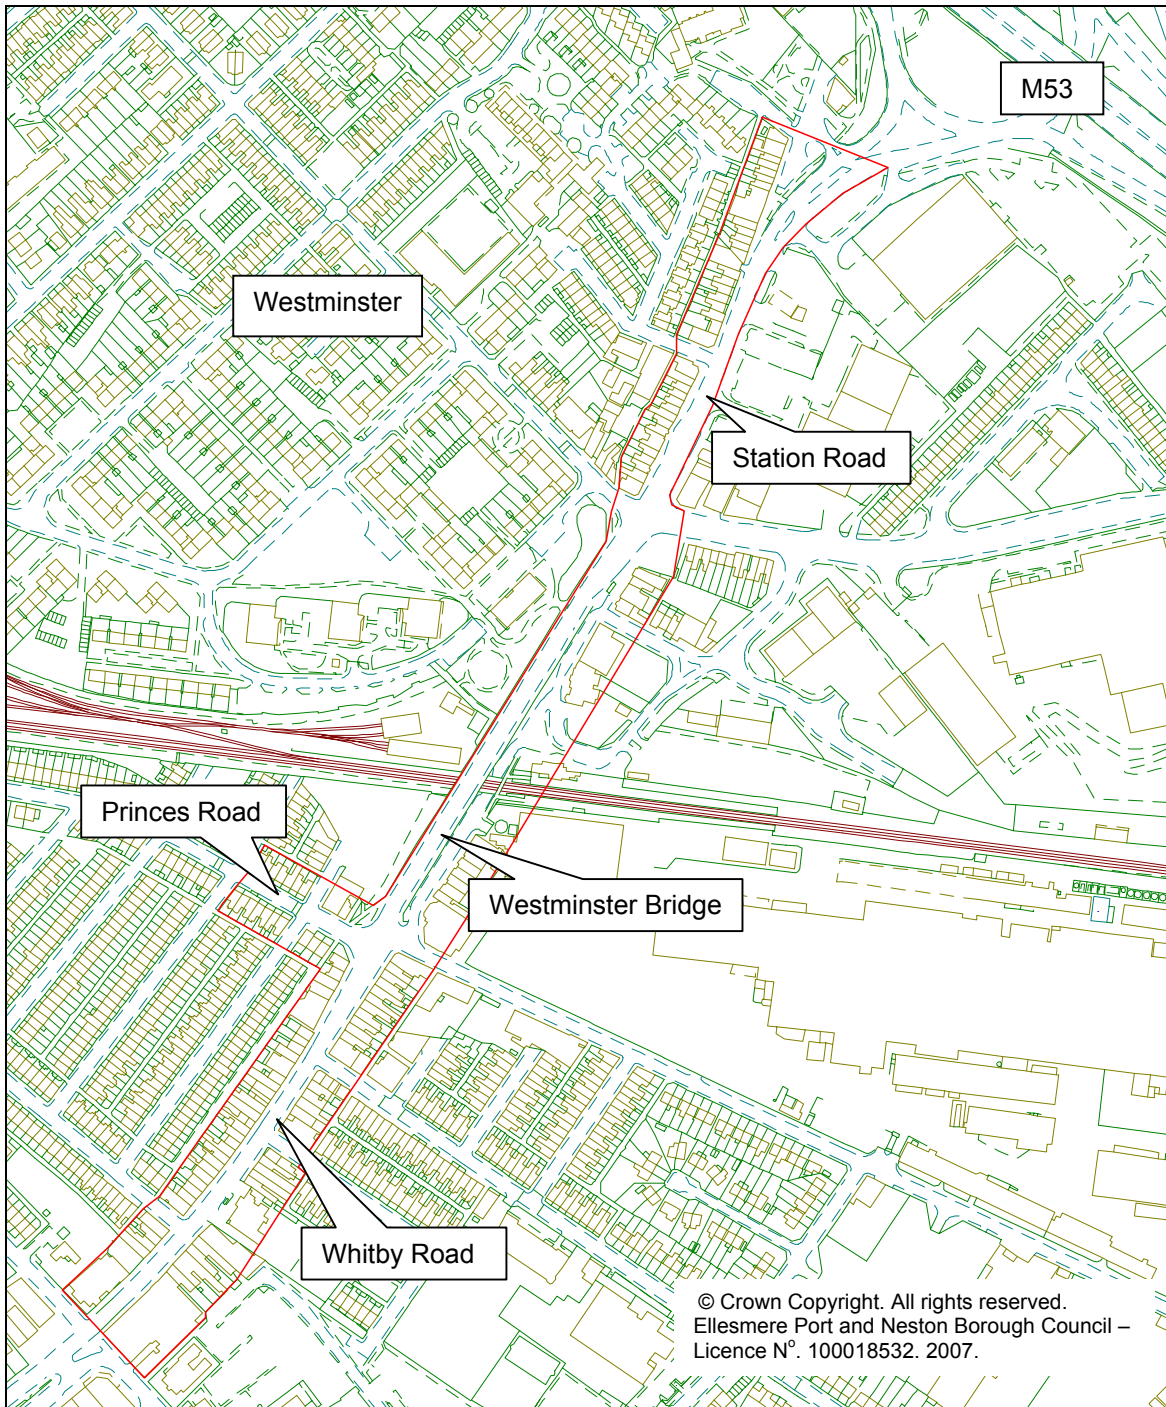 M53
Westminster
Station Road
Princes Road
Westminster Bridge
Whitby Road
© Crown Copyright. All rights reserved.
Ellesmere Port and Neston Borough Council –
Licence Nº. 100018532. 2007.